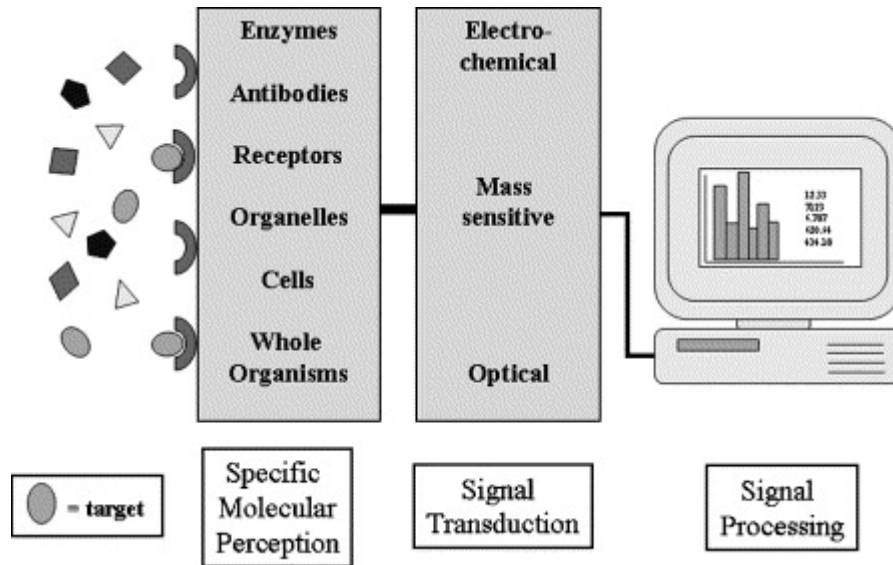 Enzymes
Antibodies
Receptors
Organelles
Cells
Whole
Organisms
Electro-
chemical
Mass
sensitive
Optical
= target
Specific
Molecular
Perception
Signal
Transduction
Signal
Processing